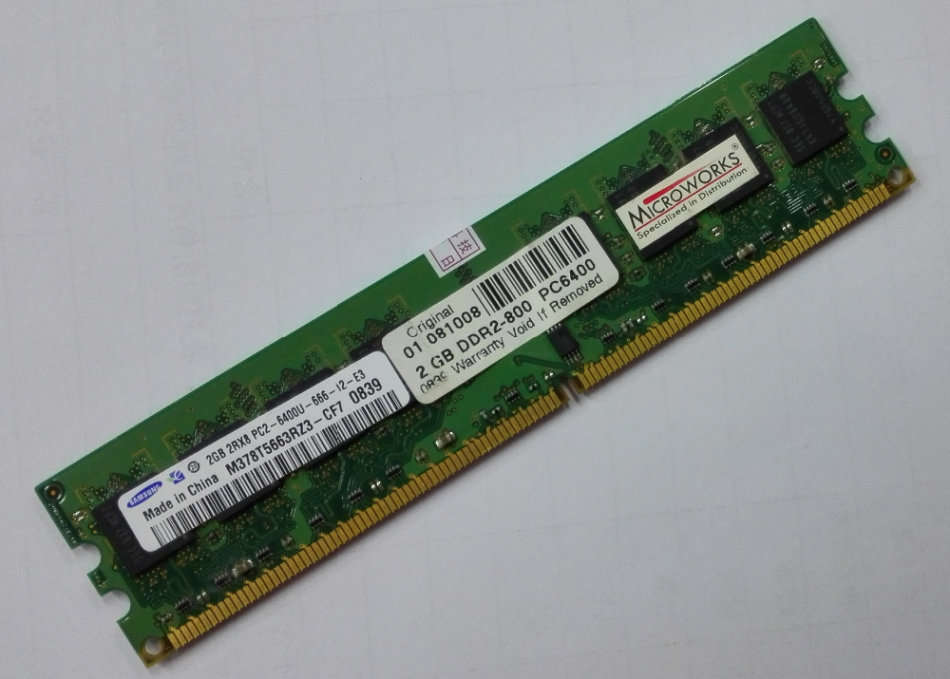 SAMSUNG
2GB 2RX8 PC2-6400U-666-12-E3
Made in China M378T5663RZ3-CF7 0839
Original
01 081008
2 GB DDR2-800 PC6400
0839 Warranty Void If Removed
MICROWORKS®
Specialized in Distribution